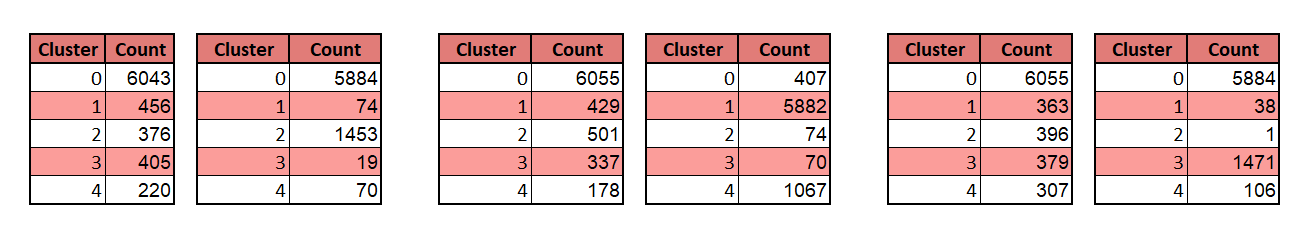 Cluster Count Cluster Count Cluster Count Cluster Count Cluster Count Cluster Count
0 6043 0 5884 0 6055 0 407 0 6055 0 5884
1 456 1 74 1 429 1 5882 1 363 1 38
2 376 2 1453 2 501 2 74 2 396 2 1
3 405 3 19 3 337 3 70 3 379 3 1471
4 220 4 70 4 178 4 1067 4 307 4 106